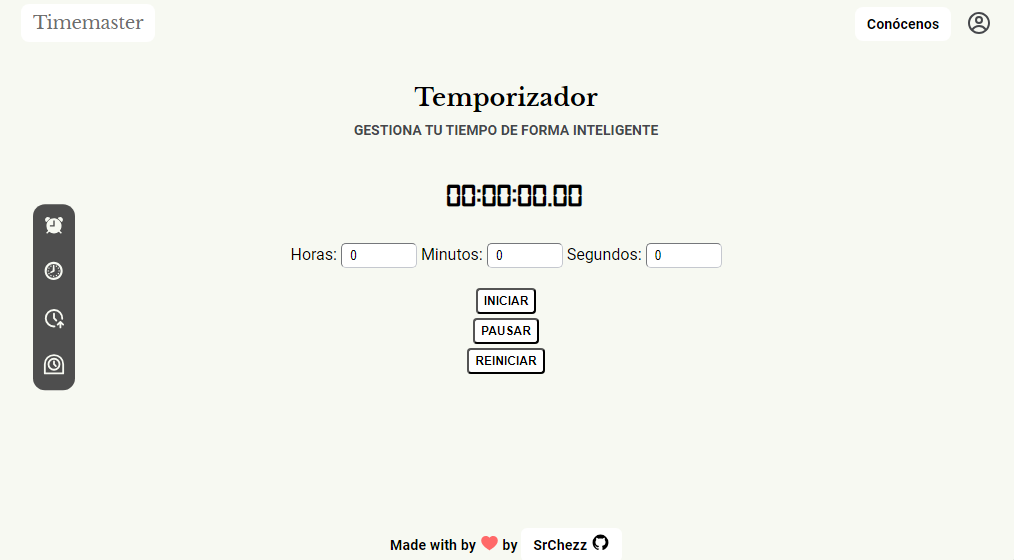 Timemaster
Conócenos
Temporizador
GESTIONA TU TIEMPO DE FORMA INTELIGENTE
00:00:00.00
Horas: 0 Minutos: 0 Segundos: 0
INICIAR
PAUSAR
REINICIAR
Made with by by SrChezz